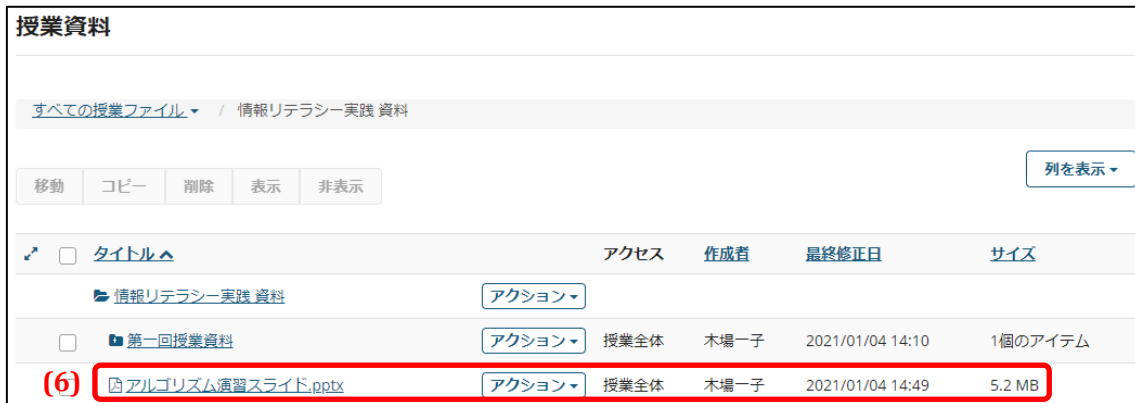 授業資料
すべての授業ファイル / 情報リテラシー実践 資料
列を表示
移動 コピー 削除 表示 非表示
タイトル アクセス 作成者 最終修正日 サイズ
情報リテラシー実践 資料 アクション
第一回授業資料 アクション 授業全体 木場一子 2021/01/04 14:10 1個のアイテム
(6) アルゴリズム演習スライド.pptx アクション 授業全体 木場一子 2021/01/04 14:49 5.2 MB